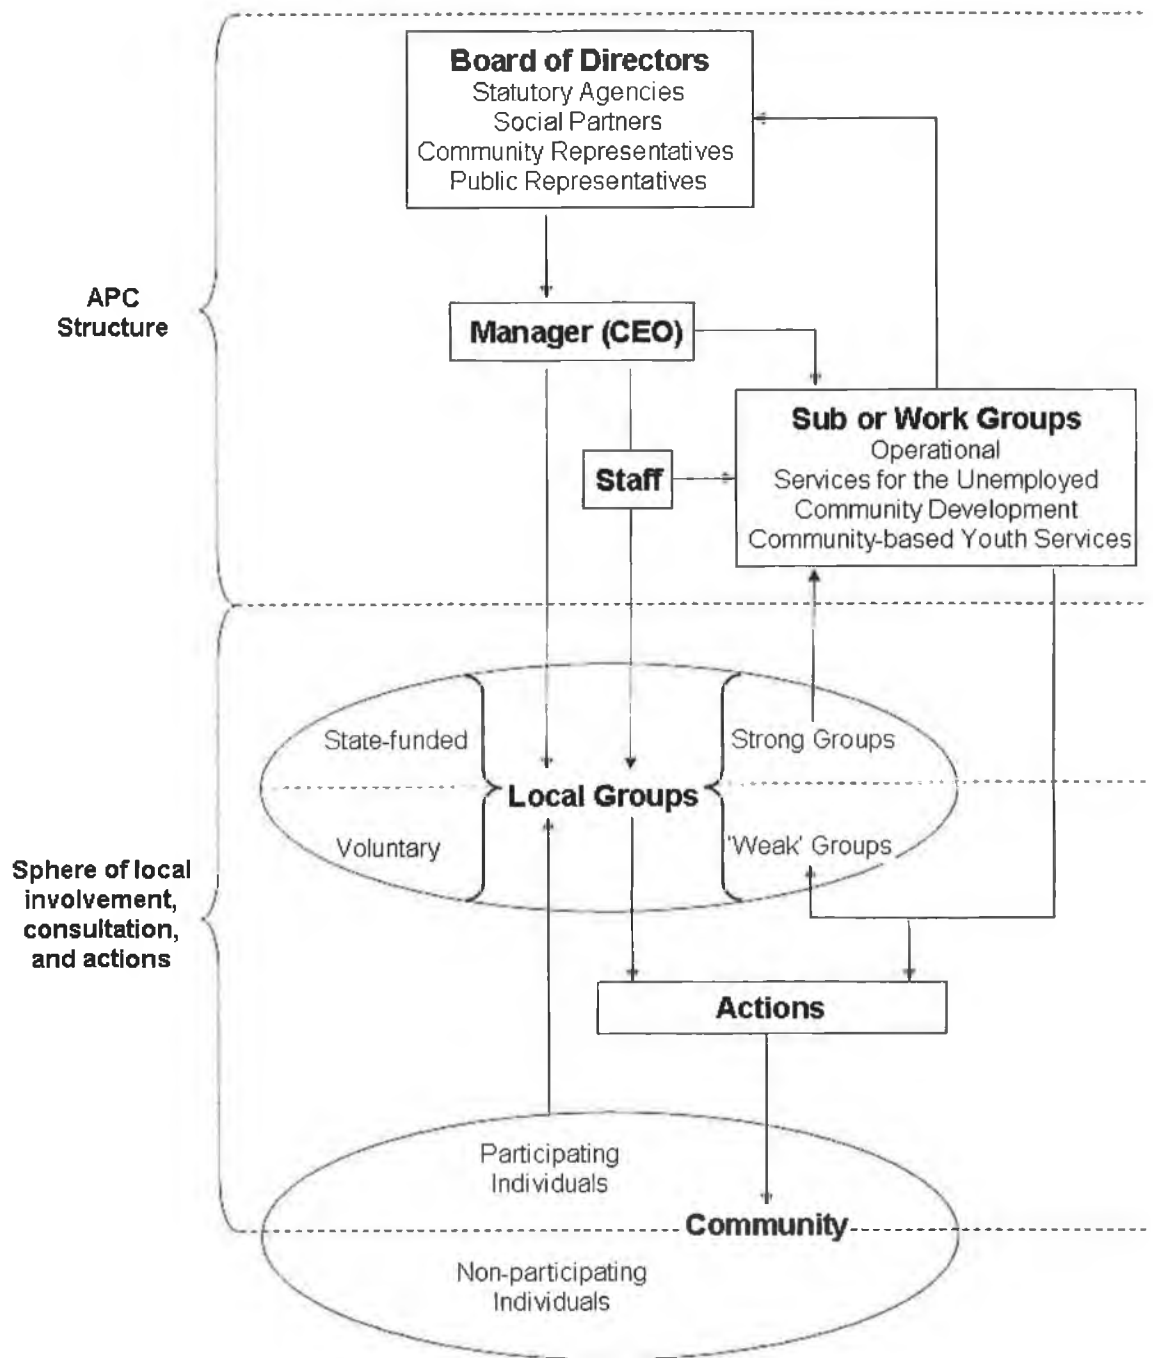 Board of Directors
Statutory Agencies
Social Partners
Community Representatives
Public Representatives
APC
Structure
Manager (CEO)
Sub or Work Groups
Operational
Services for the Unemployed
Community Development
Community-based Youth Services
Staff
State-funded
Strong Groups
Local Groups
Voluntary
'Weak' Groups
Sphere of local
involvement,
consultation,
and actions
Actions
Participating
Individuals
Community
Non-participating
Individuals